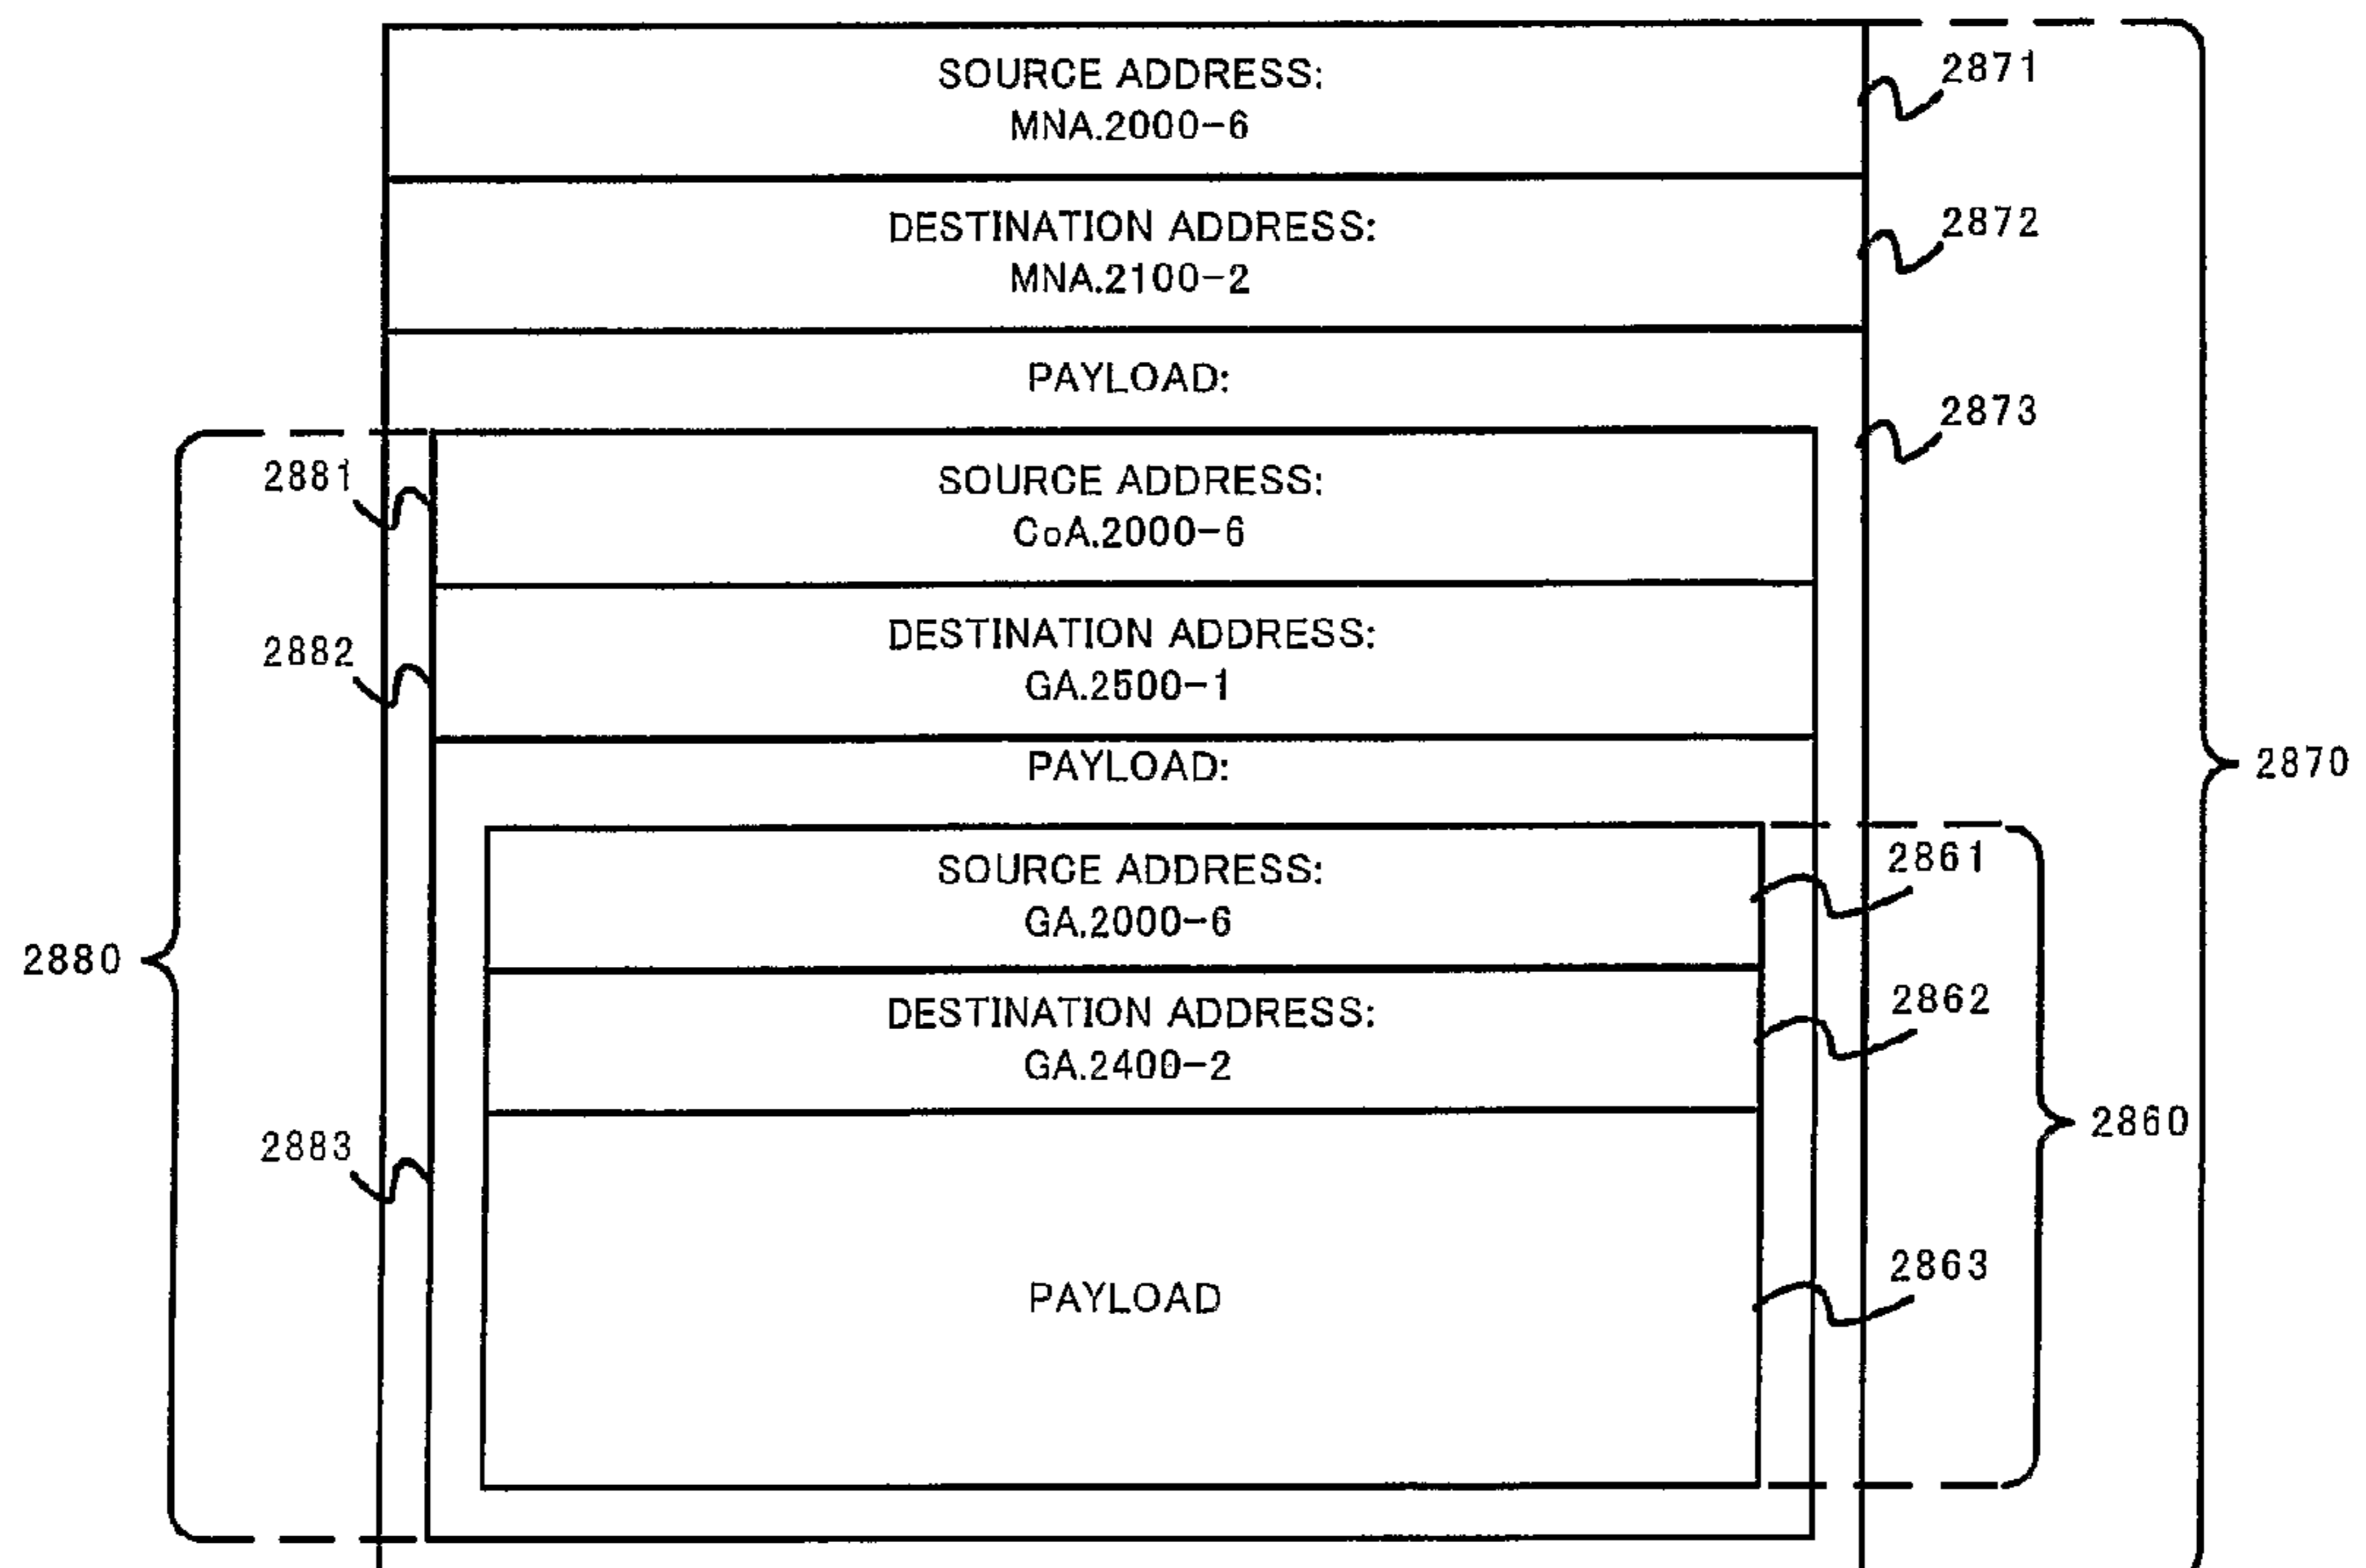 SOURCE ADDRESS:
MNA.2000-6
2871
DESTINATION ADDRESS:
MNA.2100-2
2872
PAYLOAD:
2873
2881
SOURCE ADDRESS:
CoA.2000-6
2882
DESTINATION ADDRESS:
GA.2500-1
PAYLOAD:
2870
SOURCE ADDRESS:
GA.2000-6
2861
2880
DESTINATION ADDRESS:
GA.2400-2
2862
2860
2883
PAYLOAD
2863